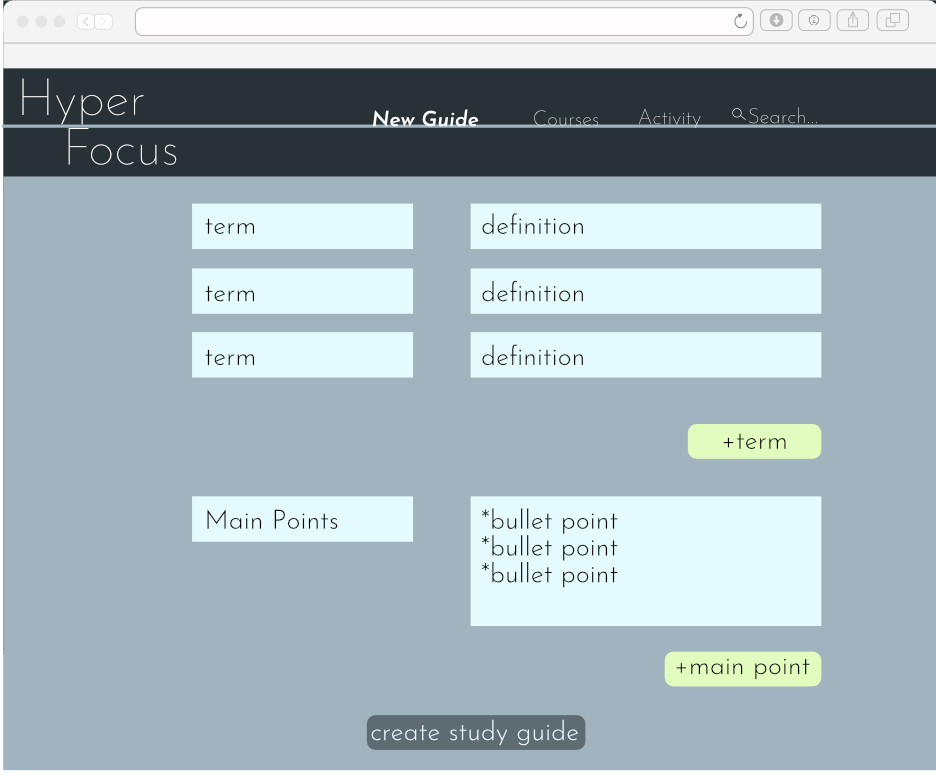 Hyper
Focus
New Guide Courses Activity Search...
term definition
term definition
term definition
+term
Main Points *bullet point
*bullet point
*bullet point
+main point
create study guide